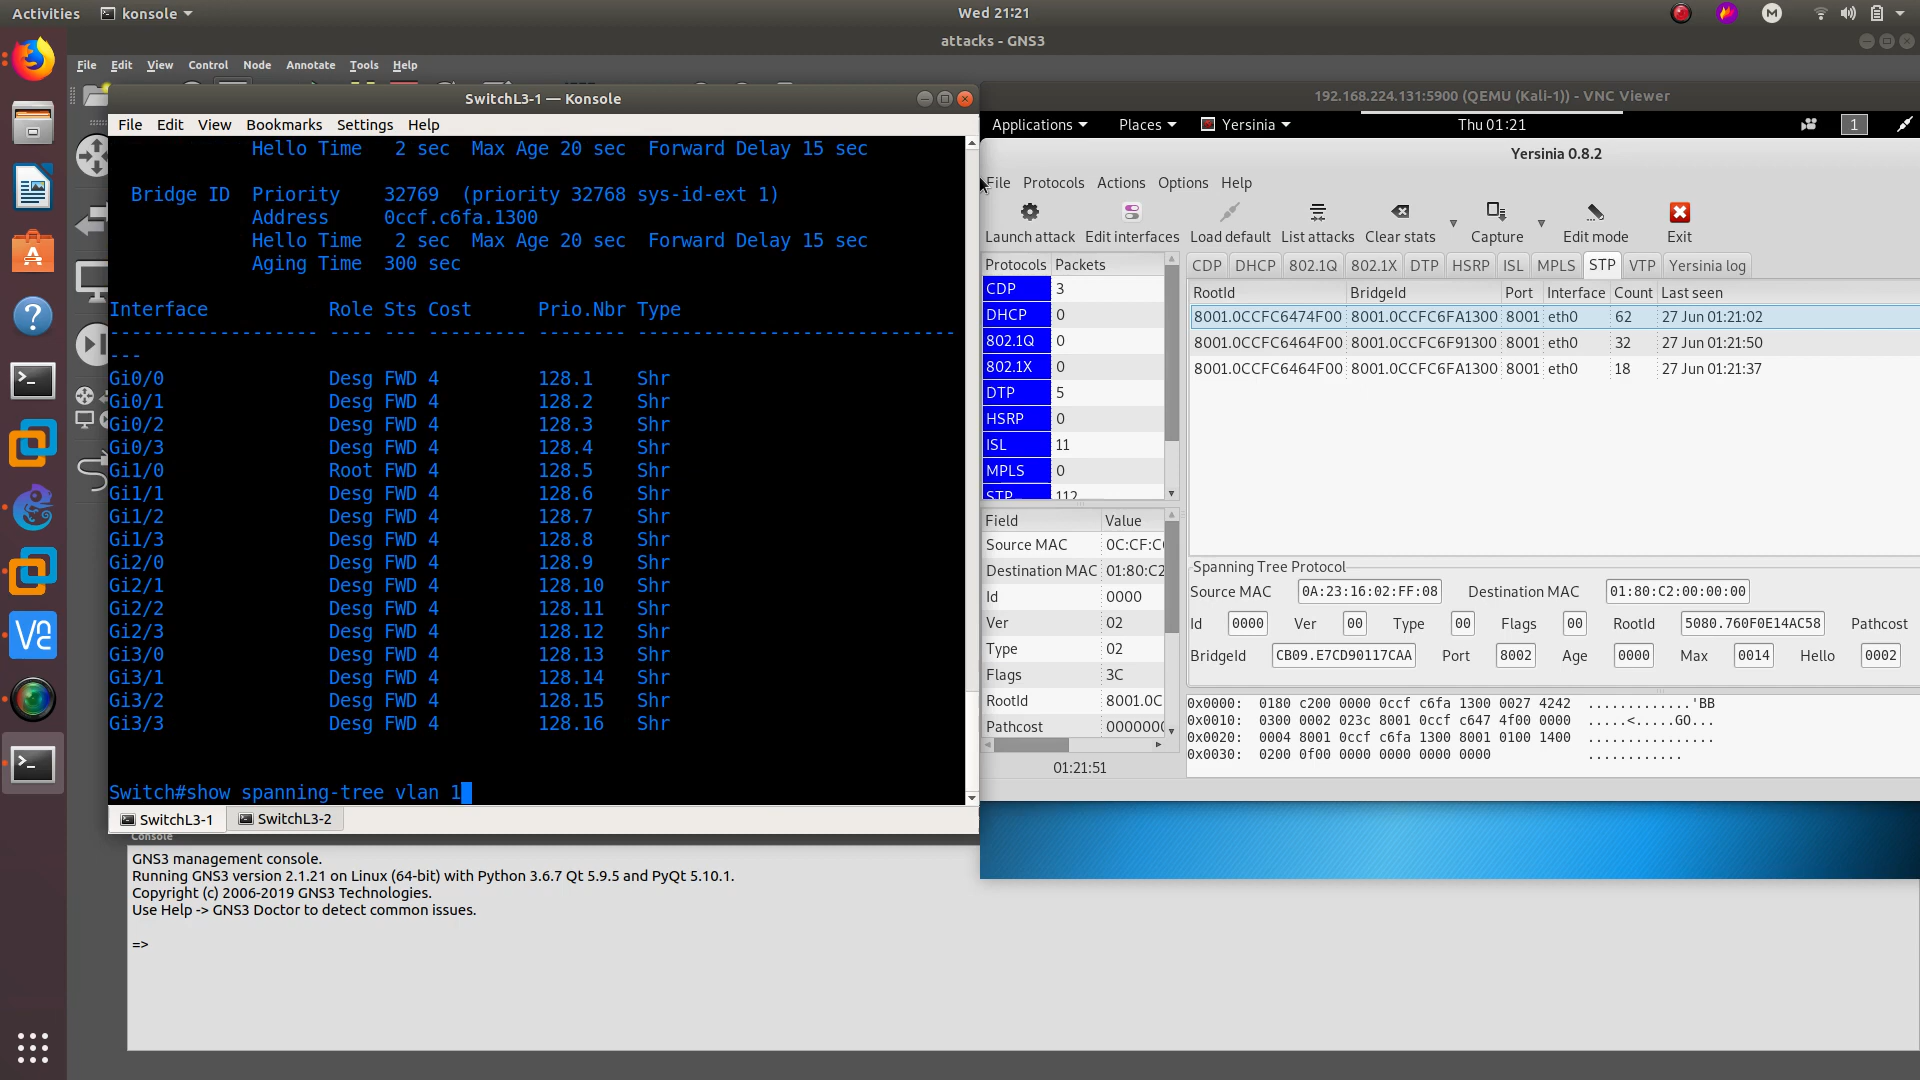 Activities konsole Wed 21:21
attacks - GNS3
File Edit View Control Node Annotate Tools Help
SwitchL3-1 — Konsole
File Edit View Bookmarks Settings Help
Hello Time 2 sec Max Age 20 sec Forward Delay 15 sec
Bridge ID Priority 32769 (priority 32768 sys-id-ext 1)
Address 0ccf.c6fa.1300
Hello Time 2 sec Max Age 20 sec Forward Delay 15 sec
Aging Time 300 sec
Interface Role Sts Cost Prio.Nbr Type
------------------- ---- --- --------- -------- -----------------------------
---
Gi0/0 Desg FWD 4 128.1 Shr
Gi0/1 Desg FWD 4 128.2 Shr
Gi0/2 Desg FWD 4 128.3 Shr
Gi0/3 Desg FWD 4 128.4 Shr
Gi1/0 Root FWD 4 128.5 Shr
Gi1/1 Desg FWD 4 128.6 Shr
Gi1/2 Desg FWD 4 128.7 Shr
Gi1/3 Desg FWD 4 128.8 Shr
Gi2/0 Desg FWD 4 128.9 Shr
Gi2/1 Desg FWD 4 128.10 Shr
Gi2/2 Desg FWD 4 128.11 Shr
Gi2/3 Desg FWD 4 128.12 Shr
Gi3/0 Desg FWD 4 128.13 Shr
Gi3/1 Desg FWD 4 128.14 Shr
Gi3/2 Desg FWD 4 128.15 Shr
Gi3/3 Desg FWD 4 128.16 Shr
Switch#show spanning-tree vlan 1
SwitchL3-1 SwitchL3-2
Console
GNS3 management console.
Running GNS3 version 2.1.21 on Linux (64-bit) with Python 3.6.7 Qt 5.9.5 and PyQt 5.10.1.
Copyright (c) 2006-2019 GNS3 Technologies.
Use Help -> GNS3 Doctor to detect common issues.
=>
192.168.224.131:5900 (QEMU (Kali-1)) - VNC Viewer
Applications Places Yersinia Thu 01:21 1
Yersinia 0.8.2
File Protocols Actions Options Help
Launch attack Edit interfaces Load default List attacks Clear stats Capture Edit mode Exit
Protocols Packets
CDP 3
DHCP 0
802.1Q 0
802.1X 0
DTP 5
HSRP 0
ISL 11
MPLS 0
STP 112
Field Value
Source MAC 0C:CF:C
Destination MAC 01:80:C2
Id 0000
Ver 02
Type 02
Flags 3C
RootId 8001.0C
Pathcost 000000
01:21:51
CDP DHCP 802.1Q 802.1X DTP HSRP ISL MPLS STP VTP Yersinia log
RootId BridgeId Port Interface Count Last seen
8001.0CCFC6474F00 8001.0CCFC6FA1300 8001 eth0 62 27 Jun 01:21:02
8001.0CCFC6464F00 8001.0CCFC6F91300 8001 eth0 32 27 Jun 01:21:50
8001.0CCFC6464F00 8001.0CCFC6FA1300 8001 eth0 18 27 Jun 01:21:37
Spanning Tree Protocol
Source MAC 0A:23:16:02:FF:08 Destination MAC 01:80:C2:00:00:00
Id 0000 Ver 00 Type 00 Flags 00 RootId 5080.760F0E14AC58 Pathcost
BridgeId CB09.E7CD90117CAA Port 8002 Age 0000 Max 0014 Hello 0002
0x0000: 0180 c200 0000 0ccf c6fa 1300 0027 4242 .............'BB
0x0010: 0300 0002 023c 8001 0ccf c647 4f00 0000 .....<.....GO...
0x0020: 0004 8001 0ccf c6fa 1300 8001 0100 1400 ................
0x0030: 0200 0f00 0000 0000 0000 0000 ............